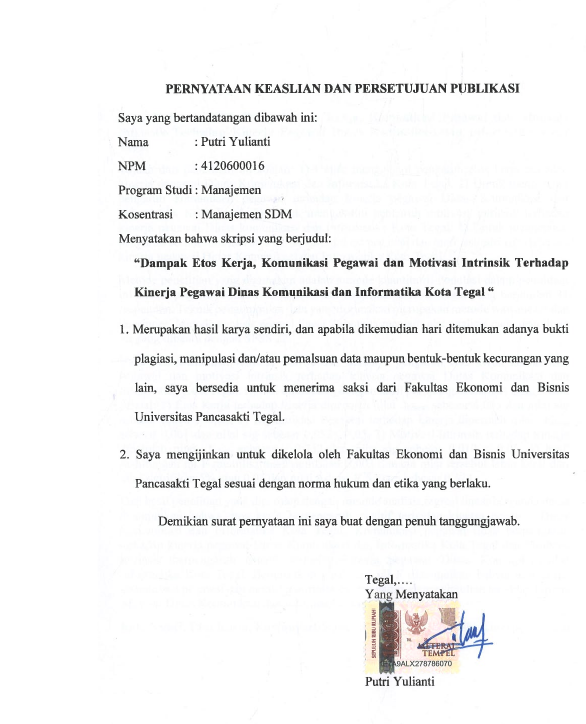 PERNYATAAN KEASLIAN DAN PERSETUJUAN PUBLIKASI
Saya yang bertandatangan dibawah ini:
Nama : Putri Yulianti
NPM : 4120600016
Program Studi : Manajemen
Kosentrasi : Manajemen SDM
Menyatakan bahwa skripsi yang berjudul:
“Dampak Etos Kerja, Komunikasi Pegawai dan Motivasi Intrinsik Terhadap
Kinerja Pegawai Dinas Komunikasi dan Informatika Kota Tegal “
1. Merupakan hasil karya sendiri, dan apabila dikemudian hari ditemukan adanya bukti
plagiasi, manipulasi dan/atau pemalsuan data maupun bentuk-bentuk kecurangan yang
lain, saya bersedia untuk menerima saksi dari Fakultas Ekonomi dan Bisnis
Universitas Pancasakti Tegal.
2. Saya mengijinkan untuk dikelola oleh Fakultas Ekonomi dan Bisnis Universitas
Pancasakti Tegal sesuai dengan norma hukum dan etika yang berlaku.
Demikian surat pernyataan ini saya buat dengan penuh tanggungjawab.
Tegal,....
Yang Menyatakan
METERAI
TEMPEL
A9ALX278786070
Putri Yulianti